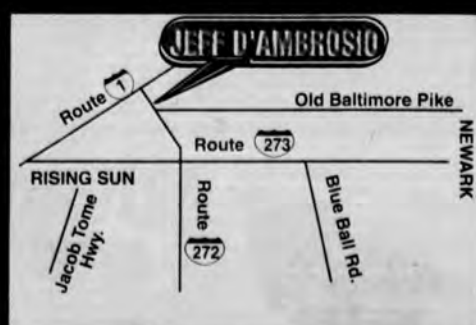 JEFF D'AMBROSIO
Route 1
Old Baltimore Pike
Route 273
NEWARK
RISING SUN
Jacob Tome
Hwy.
Route
272
Blue Ball Rd.